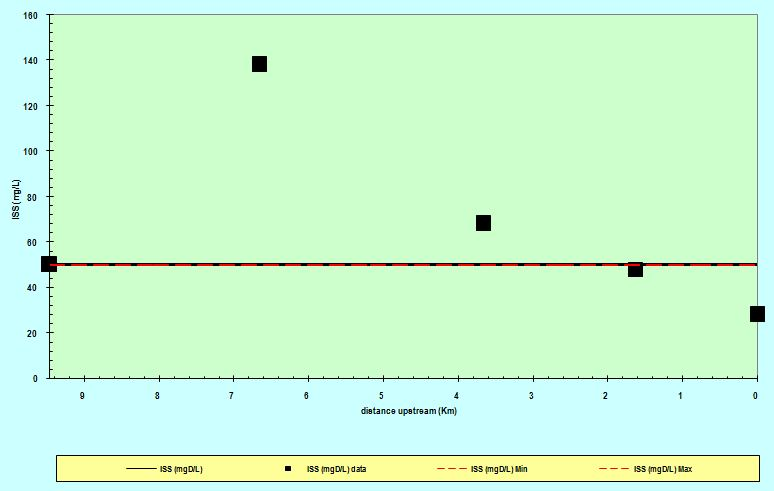 160
140
120
100
80
60
40
20
0
ISS (mg/L)
9 8 7 6 5 4 3 2 1 0
distance upstream (Km)
ISS (mgD/L) ISS (mgD/L) data ISS (mgD/L) Min ISS (mgD/L) Max